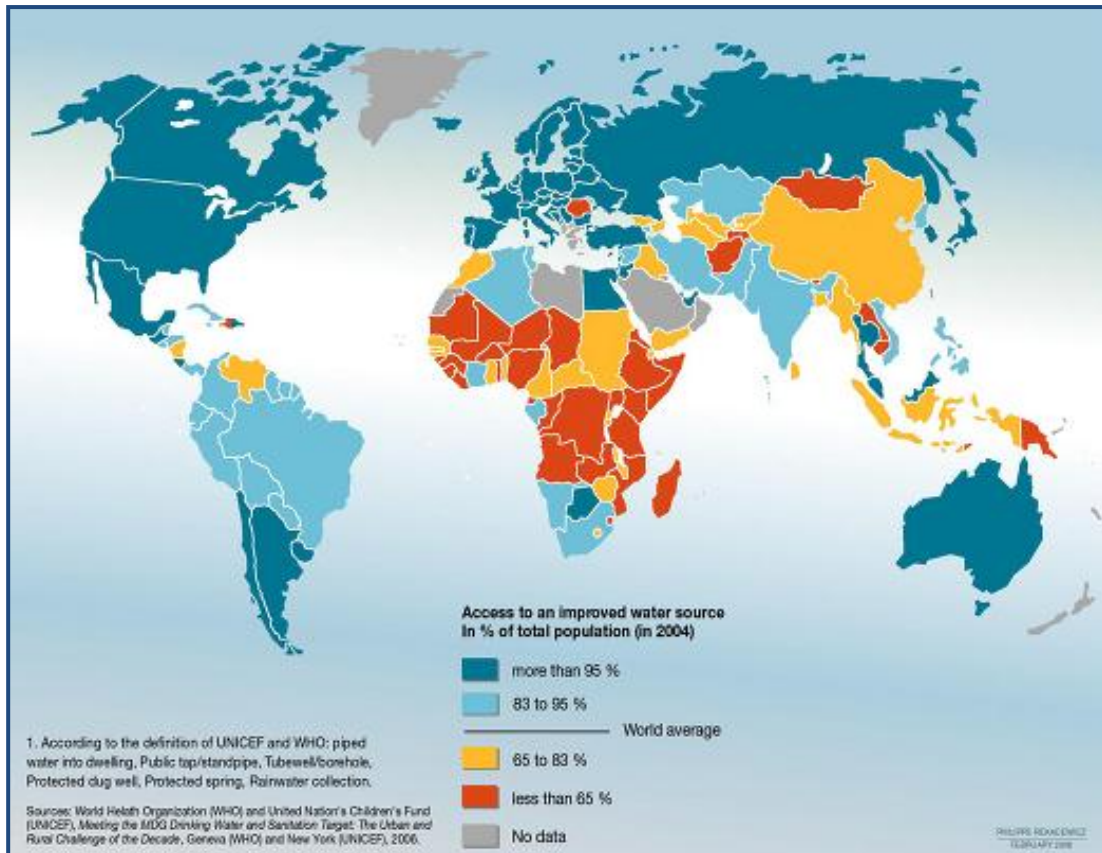 Access to an improved water source
In % of total population (in 2004)
more than 95 %
83 to 95 %
World average
65 to 83 %
less than 65 %
No data
1. According to the definition of UNICEF and WHO: piped
water into dwelling, Public tap/standpipe, Tubewell/borehole,
Protected dug well, Protected spring, Rainwater collection.
Sources: World Helath Organization (WHO) and United Nation's Children's Fund
(UNICEF), Meeting the MDG Drinking Water and Sanitation Target: The Urban and
Rural Challenge of the Decade, Geneva (WHO) and New York (UNICEF), 2006.
PHILIPPE REKACEWICZ
FEBRUARY 2006